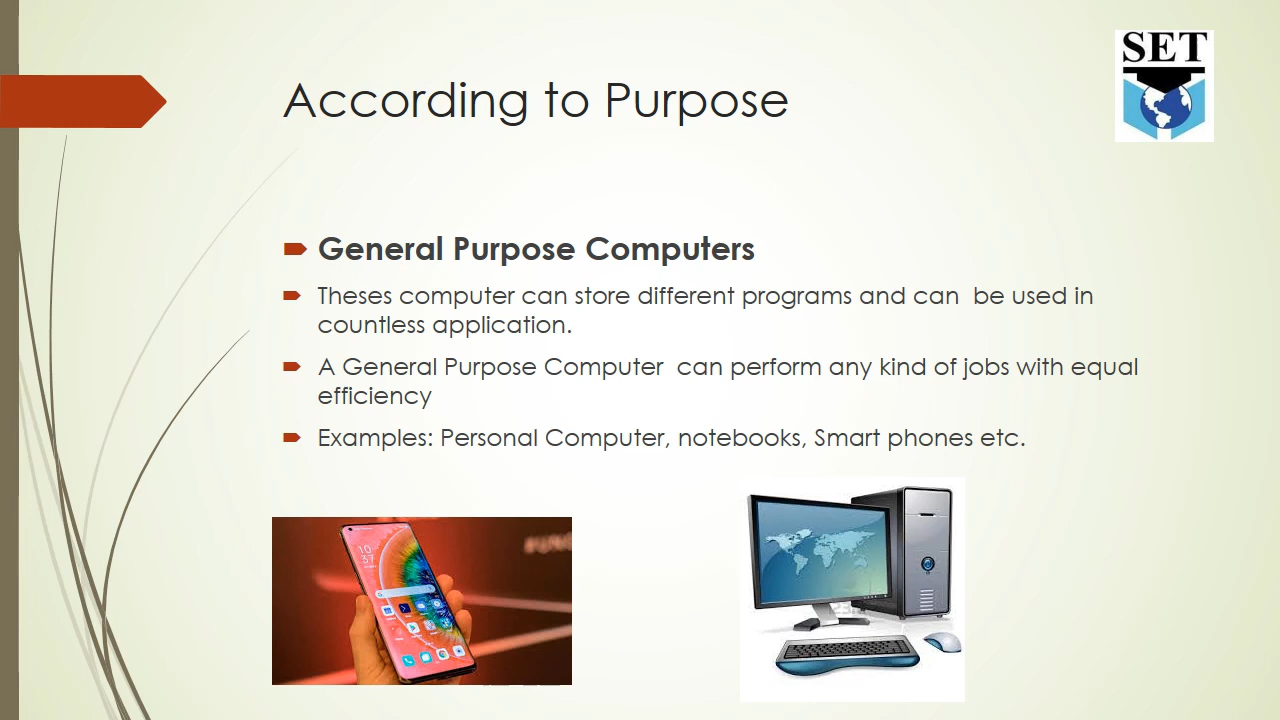 SET
According to Purpose
General Purpose Computers
Theses computer can store different programs and can  be used in
countless application.
A General Purpose Computer  can perform any kind of jobs with equal
efficiency
Examples: Personal Computer, notebooks, Smart phones etc.
10
37